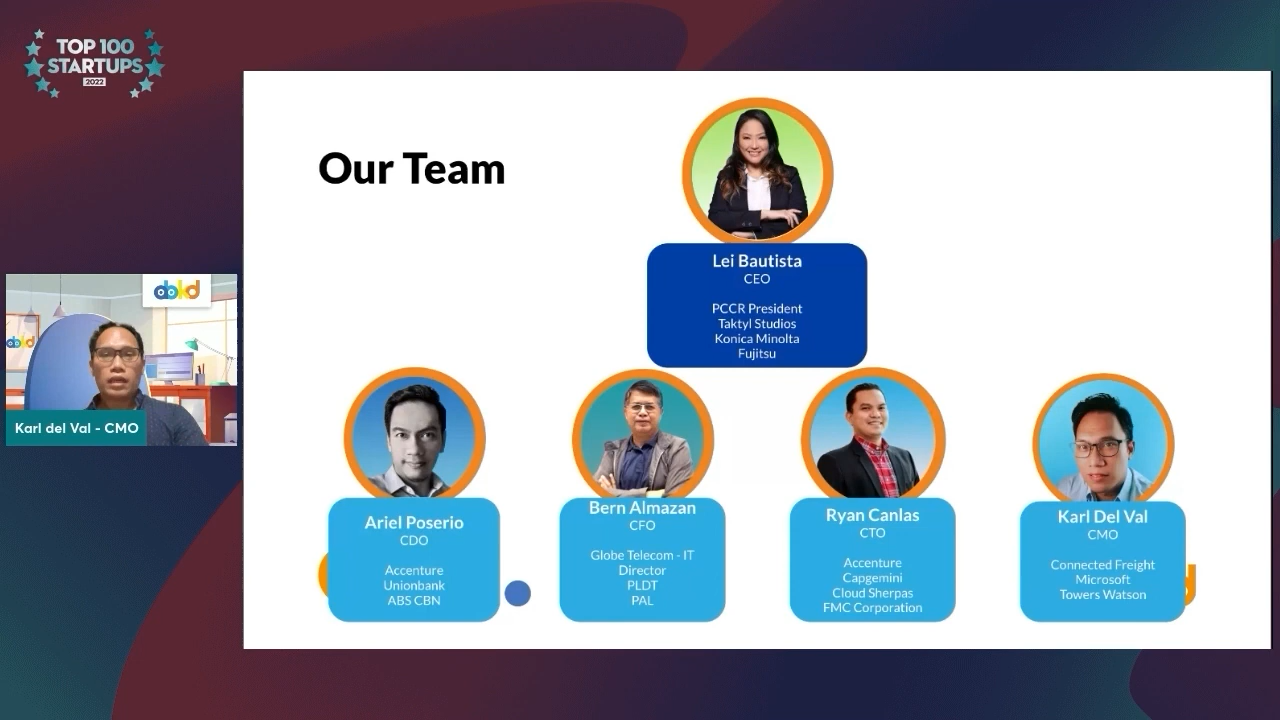 TOP 100
STARTUPS
2022
Our Team
Lei Bautista
CEO
PCCR President
Taktyl Studios
Konica Minolta
Fujitsu
abkd
abkd
Karl del Val - CMO
Ariel Poserio
CDO
Accenture
Unionbank
ABS CBN
Bern Almazan
CFO
Globe Telecom - IT
Director
PLDT
PAL
Ryan Canlas
CTO
Accenture
Capgemini
Cloud Sherpas
FMC Corporation
Karl Del Val
CMO
Connected Freight
Microsoft
Towers Watson
d